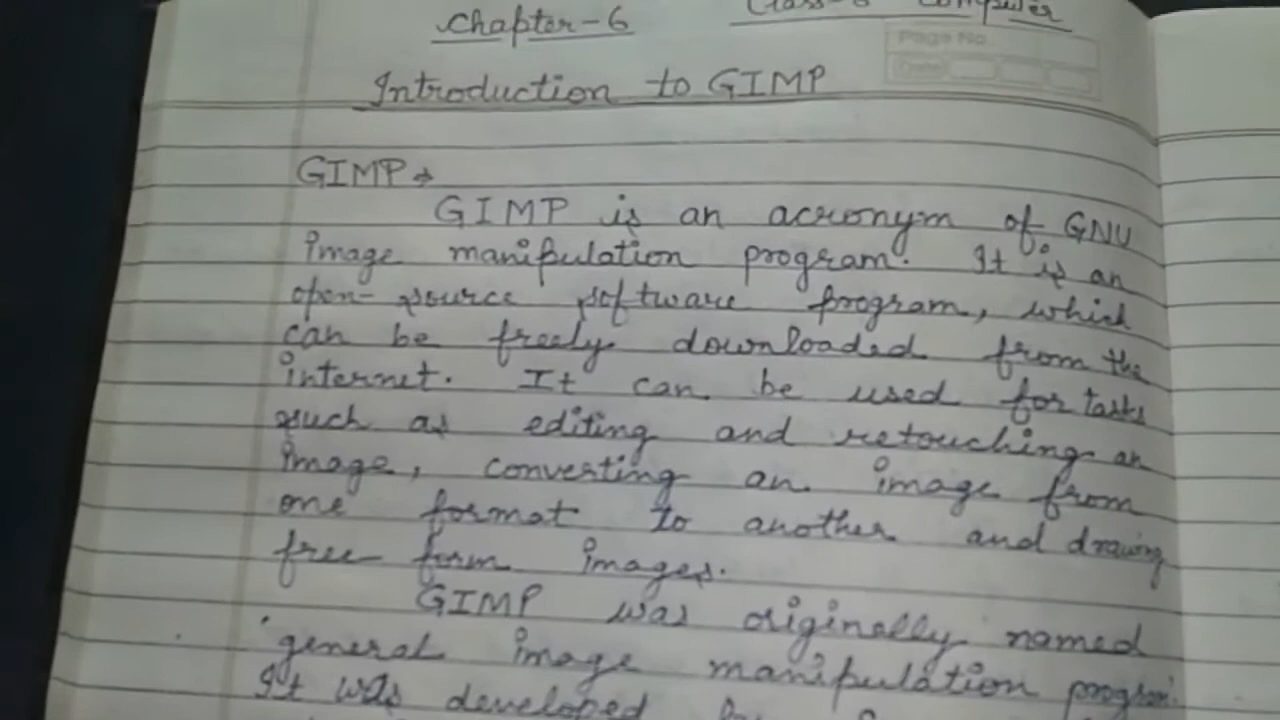 Chapter-6 Computer
Page No
Introduction to GIMP
GIMP →
GIMP is an acronym of GNU
image manipulation program. It is an
open-source software program, which
can be freely downloaded from the
internet. It can be used for tasks
such as editing and retouching an
image, converting an image from
one format to another and drawing
free form images.
GIMP was originally named
general image manipulation program.
It was developed